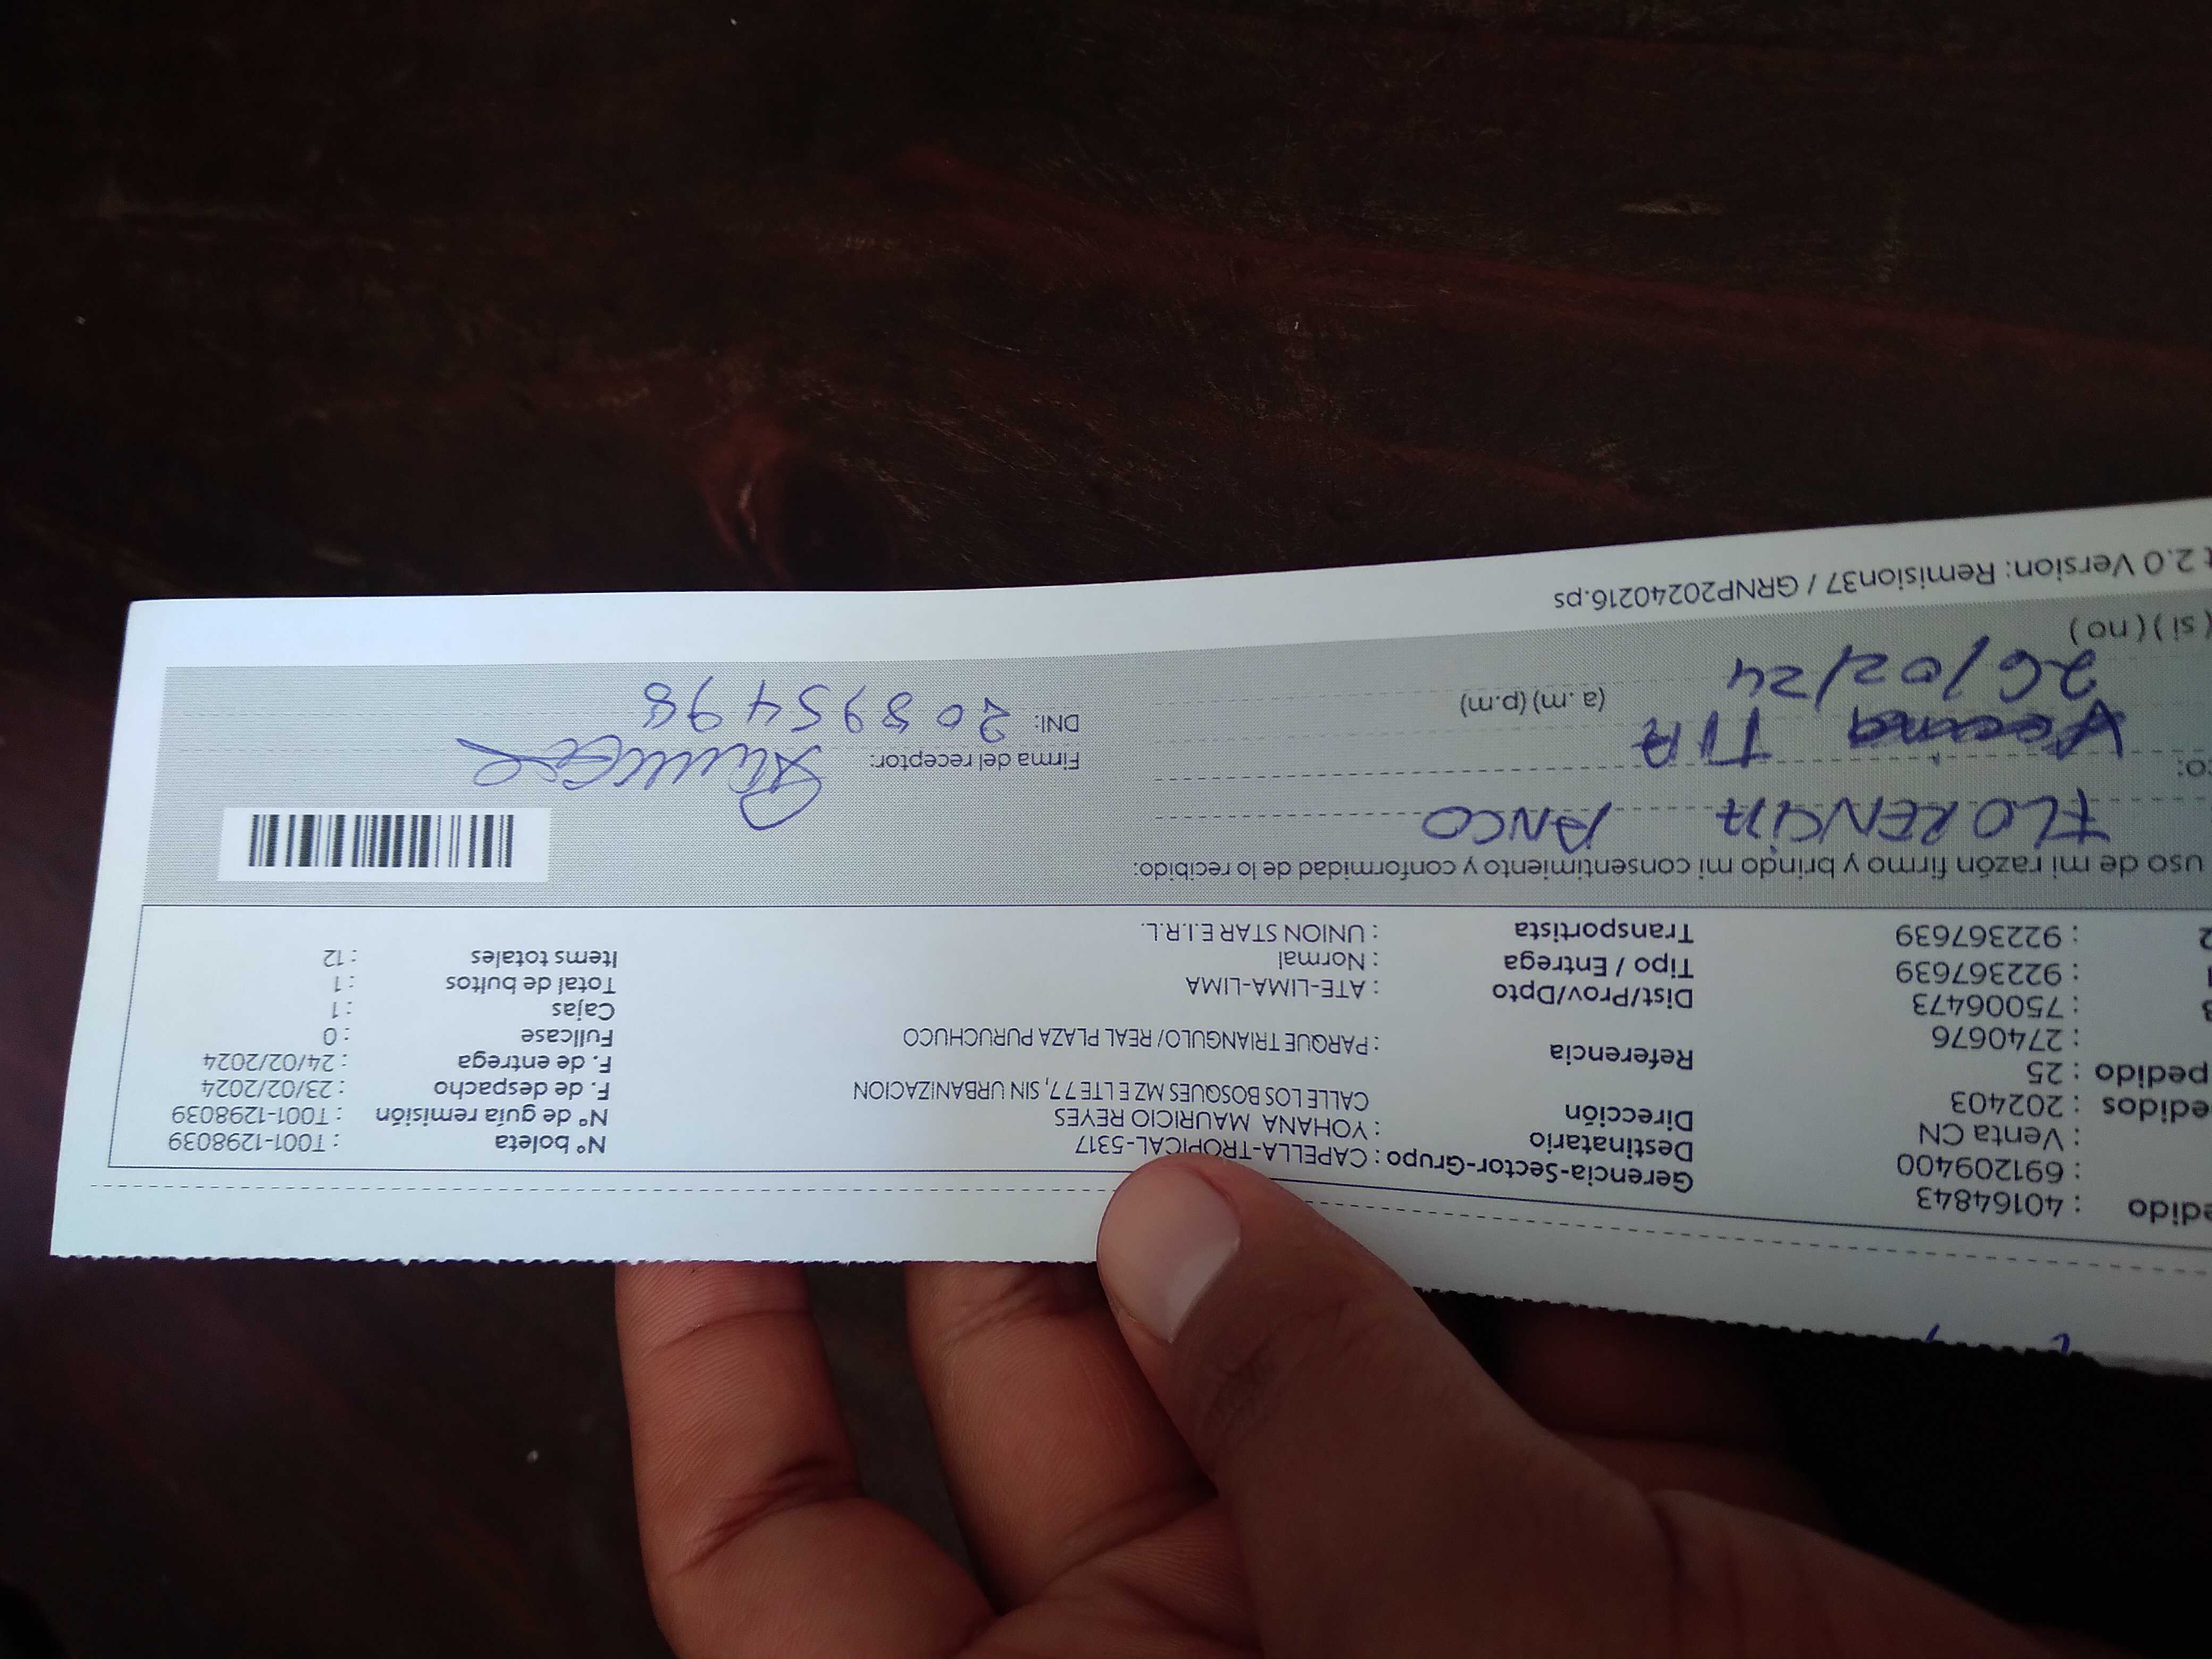 edido : 40164843
: 691209400
: Venta CN
edidos : 202403
pedido : 25
: 2740676
: 75006473
: 922367639
: 922367639
Gerencia-Sector-Grupo : CAPELLA-TROPICAL-5317
Destinatario : YOHANA MAURICIO REYES
Dirección CALLE LOS BOSQUES MZ E LTE 77, SIN URBANIZACION
Referencia : PARQUE TRIANGULO/ REAL PLAZA PURUCHUCO
Dist/Prov/Dpto : ATE-LIMA-LIMA
Tipo / Entrega : Normal
Transportista : UNION STAR E.I.R.L.
N° boleta : T001-1298039
N° de guía remisión : T001-1298039
F. de despacho : 23/02/2024
F. de entrega : 24/02/2024
Fullcase : 0
Cajas : 1
Total de bultos : 1
Items totales : 12
uso de mi razón firmo y brindo mi consentimiento y conformidad de lo recibido:
FLORENCIA ANCO
co: TIA
26/02/24 (a.m) (p.m)
(si) (no)
Firma del receptor:
DNI: 20895498
t 2.0 Version: Remision37 / GRNP20240216.ps